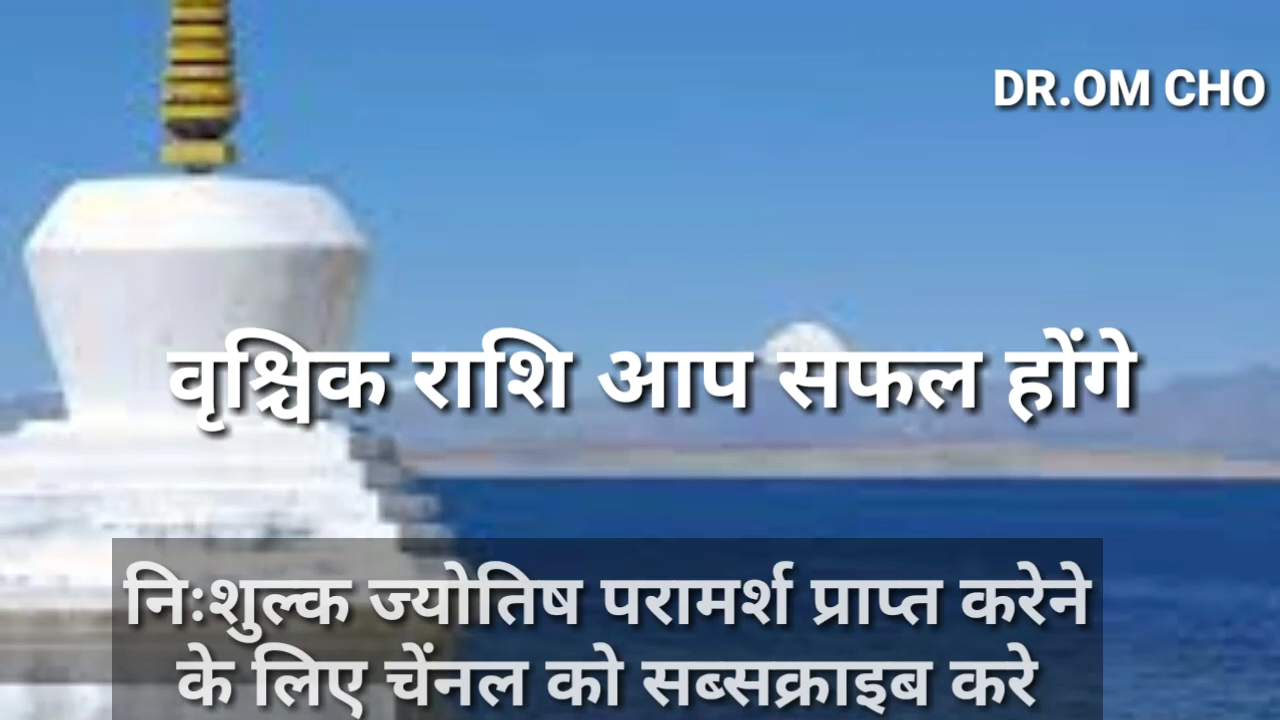 DR.OM CHO
वृश्चिक राशि आप सफल होंगे
निःशुल्क ज्योतिष परामर्श प्राप्त करेने
के लिए चेंनल को सब्सक्राइब करे